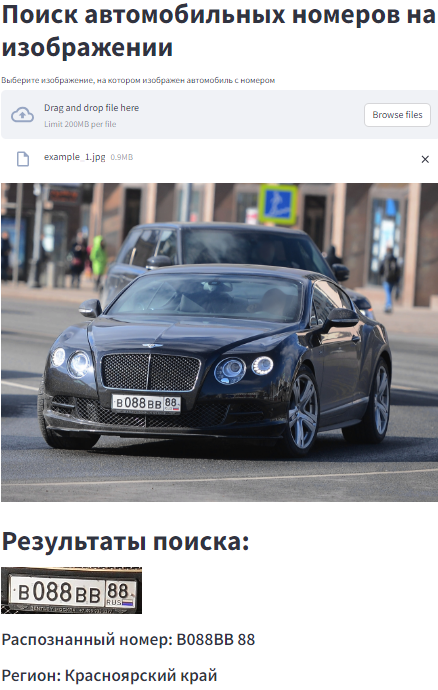 Поиск автомобильных номеров на
изображении
Выберите изображение, на котором изображен автомобиль с номером
Drag and drop file here
Limit 200MB per file
Browse files
example_1.jpg 0.9MB
В088ВВ 88
Результаты поиска:
В088ВВ 88
RUS
Распознанный номер: В088ВВ 88
Регион: Красноярский край